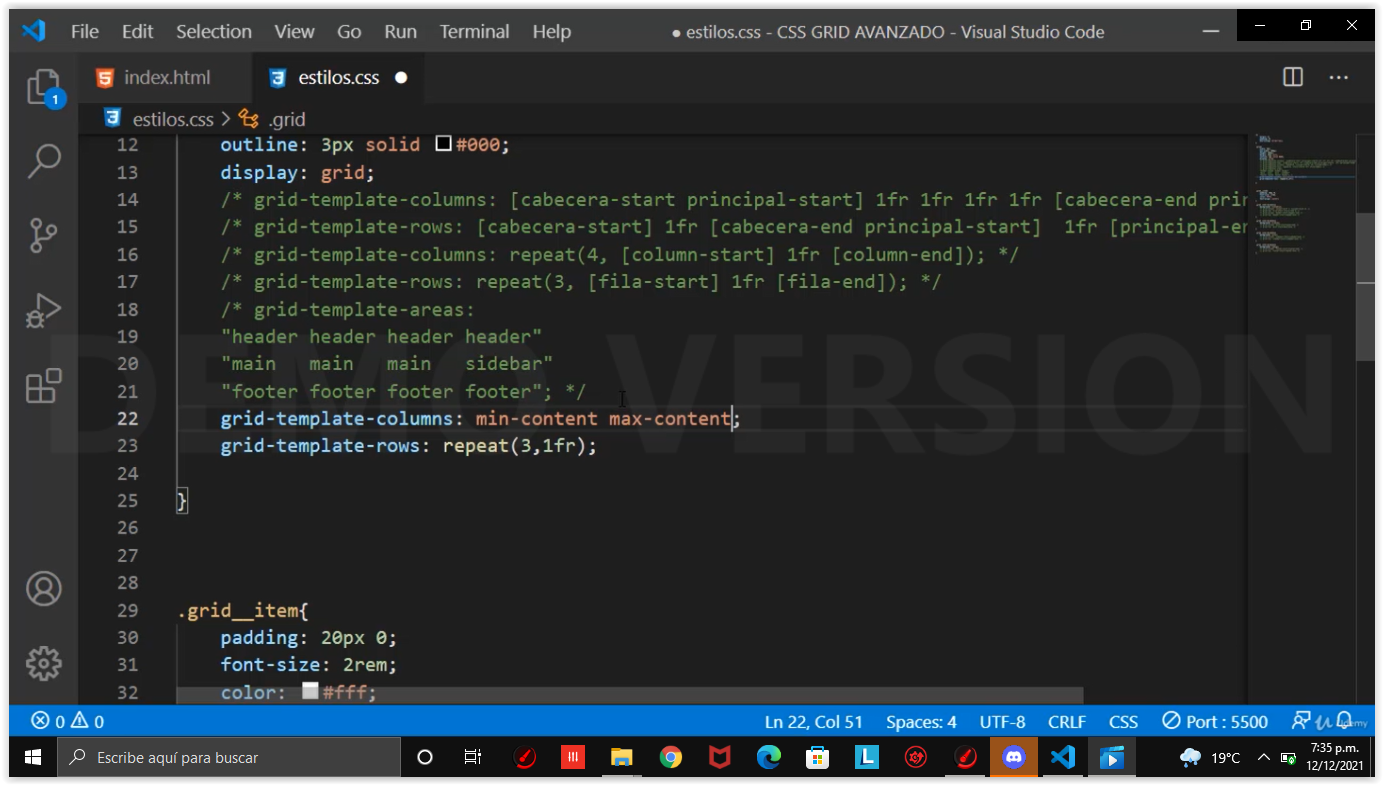 File Edit Selection View Go Run Terminal Help ● estilos.css - CSS GRID AVANZADO - Visual Studio Code
index.html estilos.css
1
estilos.css > .grid
12 outline: 3px solid #000;
13 display: grid;
14 /* grid-template-columns: [cabecera-start principal-start] 1fr 1fr 1fr 1fr [cabecera-end prin
15 /* grid-template-rows: [cabecera-start] 1fr [cabecera-end principal-start]  1fr [principal-en
16 /* grid-template-columns: repeat(4, [column-start] 1fr [column-end]); */
17 /* grid-template-rows: repeat(3, [fila-start] 1fr [fila-end]); */
18 /* grid-template-areas:
19 "header header header header"
20 "main   main   main   sidebar"
21 "footer footer footer footer"; */
22 grid-template-columns: min-content max-content;
23 grid-template-rows: repeat(3,1fr);
24
25 }
26
27
28
29 .grid__item{
30 padding: 20px 0;
31 font-size: 2rem;
32 color: #fff;
DEMO VERSION
0 0 Ln 22, Col 51 Spaces: 4 UTF-8 CRLF CSS Port : 5500 Udemy
Escribe aquí para buscar 19°C 7:35 p.m.
12/12/2021